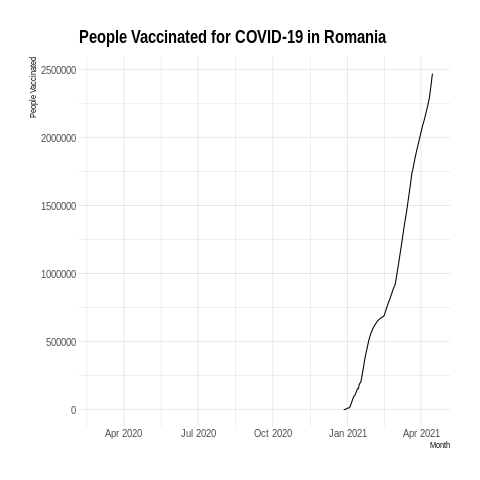 People Vaccinated for COVID-19 in Romania
People Vaccinated
2500000
2000000
1500000
1000000
500000
0
Apr 2020 Jul 2020 Oct 2020 Jan 2021 Apr 2021
Month